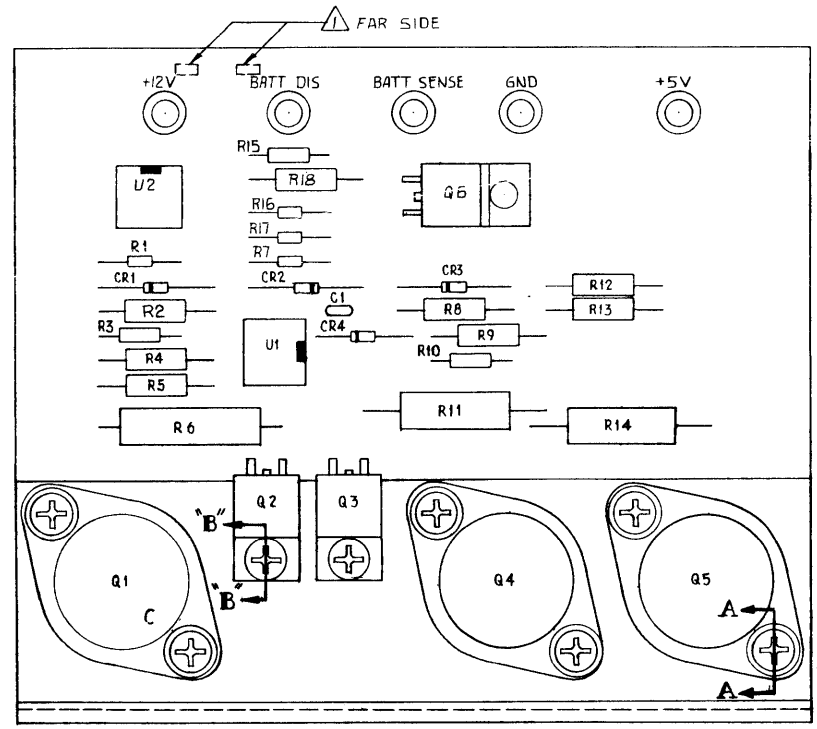 1 FAR SIDE
+12V BATT DIS BATT SENSE GND +5V
R15
U2 R18 Q6
R16
R17
R1 R7
CR1 CR2 CR3 R12
R2 C1 R8 R13
R3 CR4 R9
R4 U1 R10
R5
R6 R11 R14
Q2 Q3
"B"
Q1 Q4 Q5
"B"
C A
A